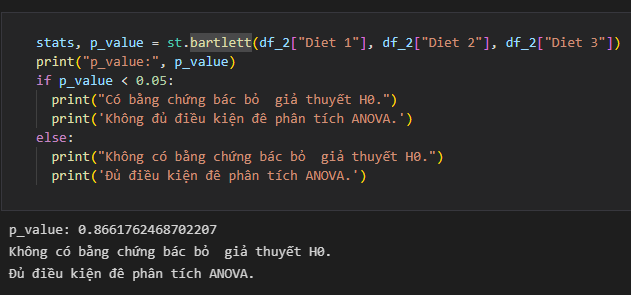 stats, p_value = st.bartlett(df_2["Diet 1"], df_2["Diet 2"], df_2["Diet 3"])
print("p_value:", p_value)
if p_value < 0.05:
  print("Có bằng chứng bác bỏ  giả thuyết H0.")
  print('Không đủ điều kiện đê phân tích ANOVA.')
else:
  print("Không có bằng chứng bác bỏ  giả thuyết H0.")
  print('Đủ điều kiện đê phân tích ANOVA.')
p_value: 0.8661762468702207
Không có bằng chứng bác bỏ  giả thuyết H0.
Đủ điều kiện đê phân tích ANOVA.